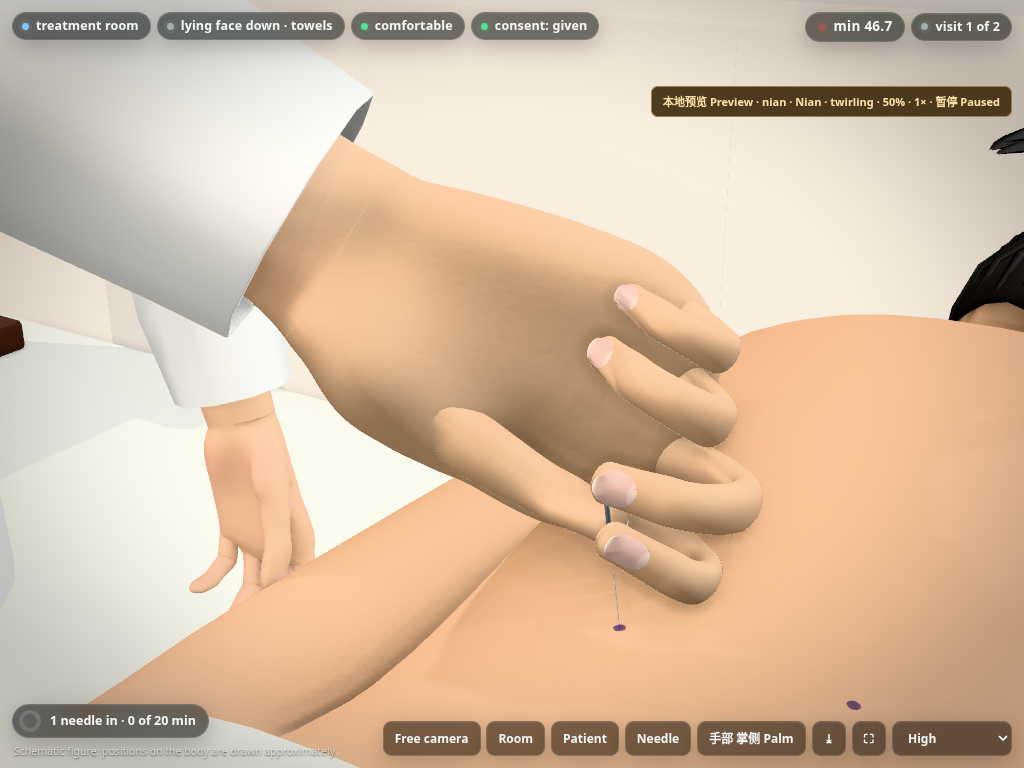 treatment room
lying face down · towels
comfortable
consent: given
min 46.7
visit 1 of 2
本地预览 Preview · nian · Nian · twirling · 50% · 1× · 暂停 Paused
1 needle in · 0 of 20 min
Schematic figure: positions on the body are drawn approximately.
Free camera
Room
Patient
Needle
手部 掌侧 Palm
High